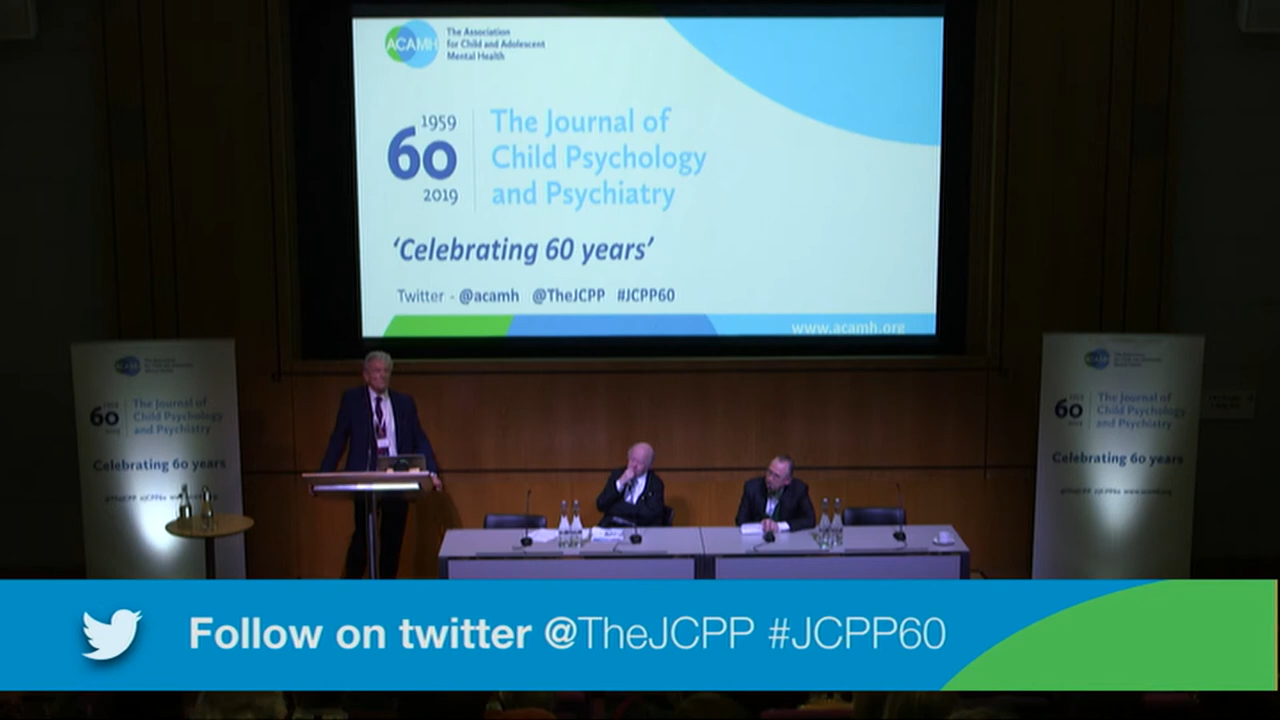 ACAMH
The Association
for Child and Adolescent
Mental Health
1959
60
2019
The Journal of
Child Psychology
and Psychiatry
‘Celebrating 60 years’
Twitter - @acamh @TheJCPP #JCPP60
www.acamh.org
60
The Journal of
Child Psychology
and Psychiatry
Celebrating 60 years
60
The Journal of
Child Psychology
and Psychiatry
Celebrating 60 years
Follow on twitter @TheJCPP #JCPP60